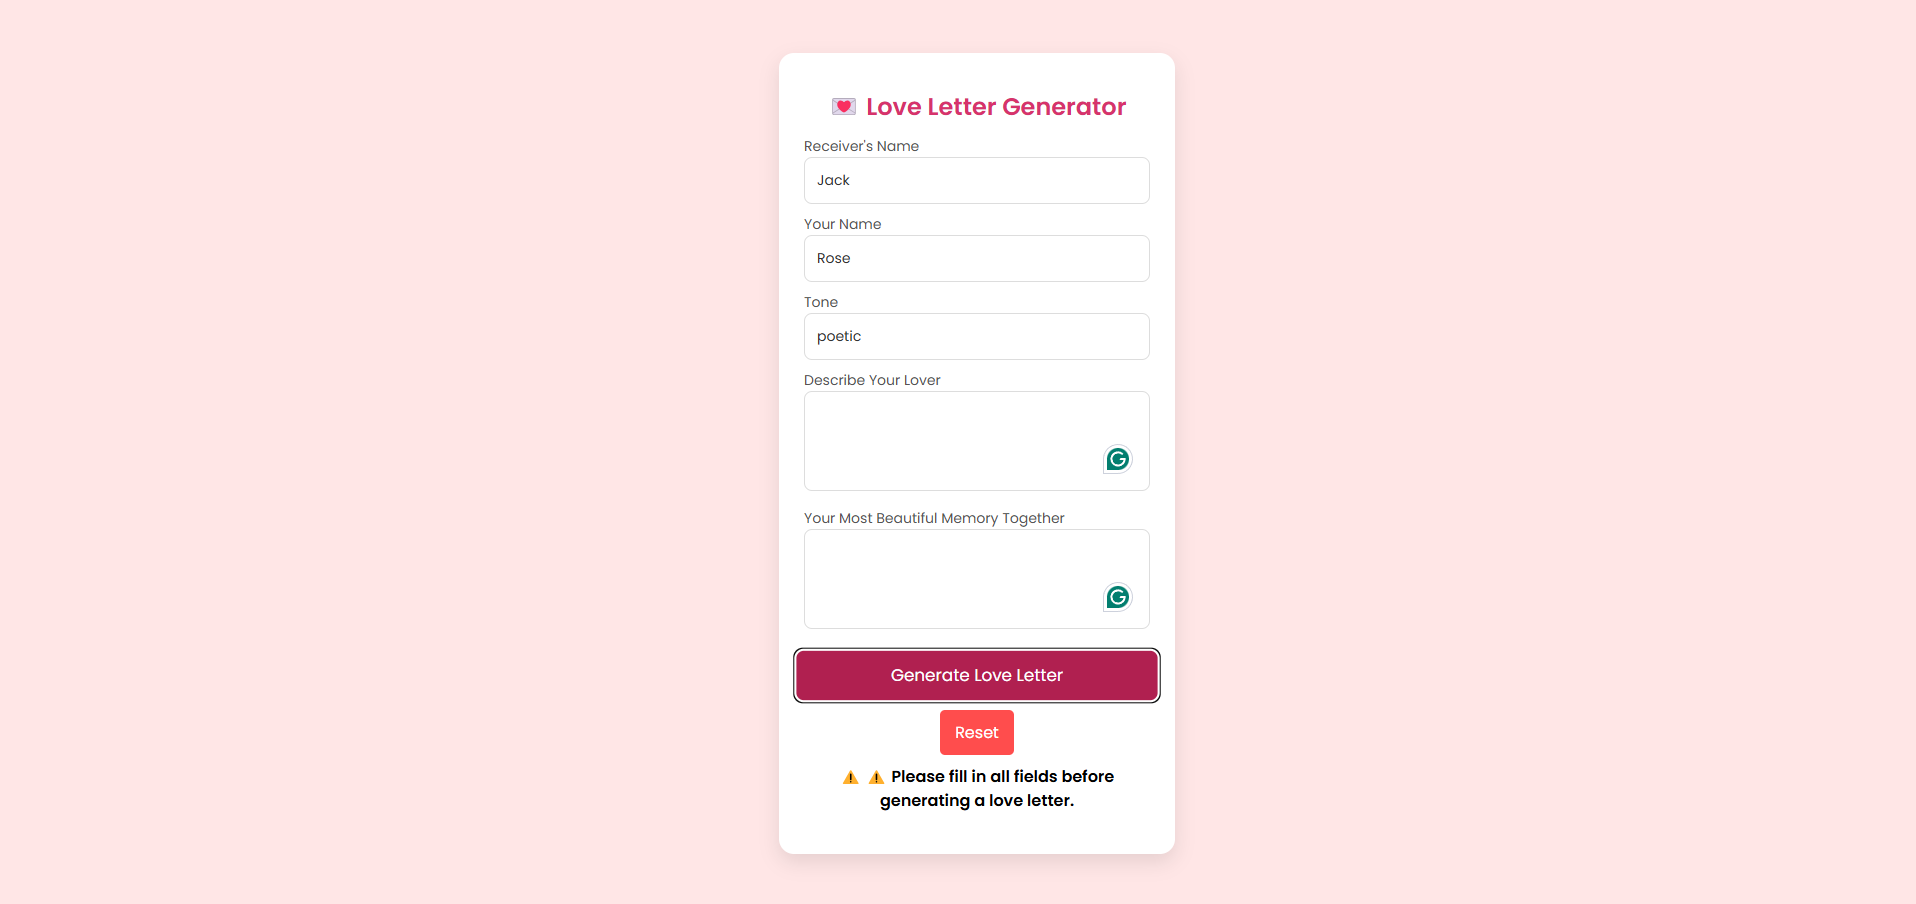 💌 Love Letter Generator
Receiver's Name
Jack
Your Name
Rose
Tone
poetic
Describe Your Lover
Your Most Beautiful Memory Together
Generate Love Letter
Reset
⚠️ ⚠️ Please fill in all fields before
generating a love letter.